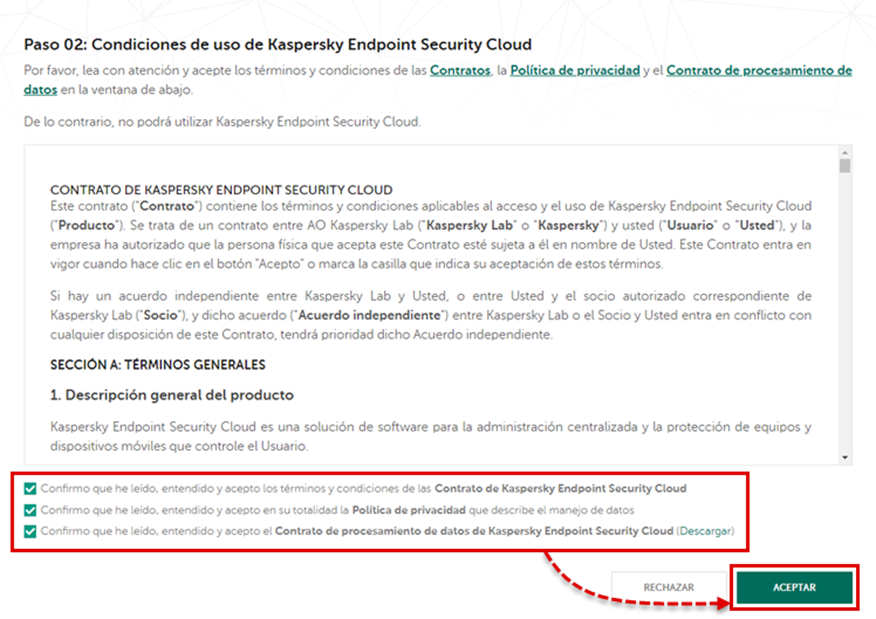 Paso 02: Condiciones de uso de Kaspersky Endpoint Security Cloud
Por favor, lea con atención y acepte los términos y condiciones de las Contratos, la Política de privacidad y el Contrato de procesamiento de
datos en la ventana de abajo.
De lo contrario, no podrá utilizar Kaspersky Endpoint Security Cloud.
CONTRATO DE KASPERSKY ENDPOINT SECURITY CLOUD
Este contrato ("Contrato") contiene los términos y condiciones aplicables al acceso y el uso de Kaspersky Endpoint Security Cloud
("Producto"). Se trata de un contrato entre AO Kaspersky Lab ("Kaspersky Lab" o "Kaspersky") y usted ("Usuario" o "Usted"), y la
empresa ha autorizado que la persona física que acepta este Contrato esté sujeta a él en nombre de Usted. Este Contrato entra en
vigor cuando hace clic en el botón "Acepto" o marca la casilla que indica su aceptación de estos términos.
Si hay un acuerdo independiente entre Kaspersky Lab y Usted, o entre Usted y el socio autorizado correspondiente de
Kaspersky Lab ("Socio"), y dicho acuerdo ("Acuerdo independiente") entre Kaspersky Lab o el Socio y Usted entra en conflicto con
cualquier disposición de este Contrato, tendrá prioridad dicho Acuerdo independiente.
SECCIÓN A: TÉRMINOS GENERALES
1. Descripción general del producto
Kaspersky Endpoint Security Cloud es una solución de software para la administración centralizada y la protección de equipos y
dispositivos móviles que controle el Usuario.
Confirmo que he leído, entendido y acepto los términos y condiciones de las Contrato de Kaspersky Endpoint Security Cloud
Confirmo que he leído, entendido y acepto en su totalidad la Política de privacidad que describe el manejo de datos
Confirmo que he leído, entendido y acepto el Contrato de procesamiento de datos de Kaspersky Endpoint Security Cloud (Descargar)
RECHAZAR
ACEPTAR